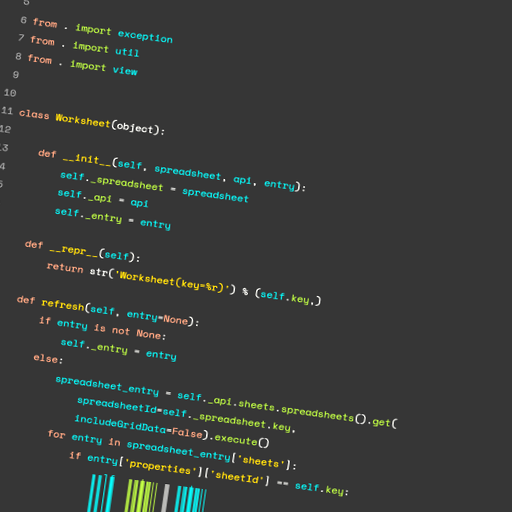 5
6 from . import exception
7 from . import util
8 from . import view
9
10
11 class Worksheet(object):
12
3 def __init__(self, spreadsheet, api, entry):
4 self._spreadsheet = spreadsheet
5 self._api = api
self._entry = entry
def __repr__(self):
return str('Worksheet(key=%r)') % (self.key,)
def refresh(self, entry=None):
if entry is not None:
self._entry = entry
else:
spreadsheet_entry = self._api.sheets.spreadsheets().get(
spreadsheetId=self._spreadsheet.key,
includeGridData=False).execute()
for entry in spreadsheet_entry['sheets']:
if entry['properties']['sheetId'] == self.key: